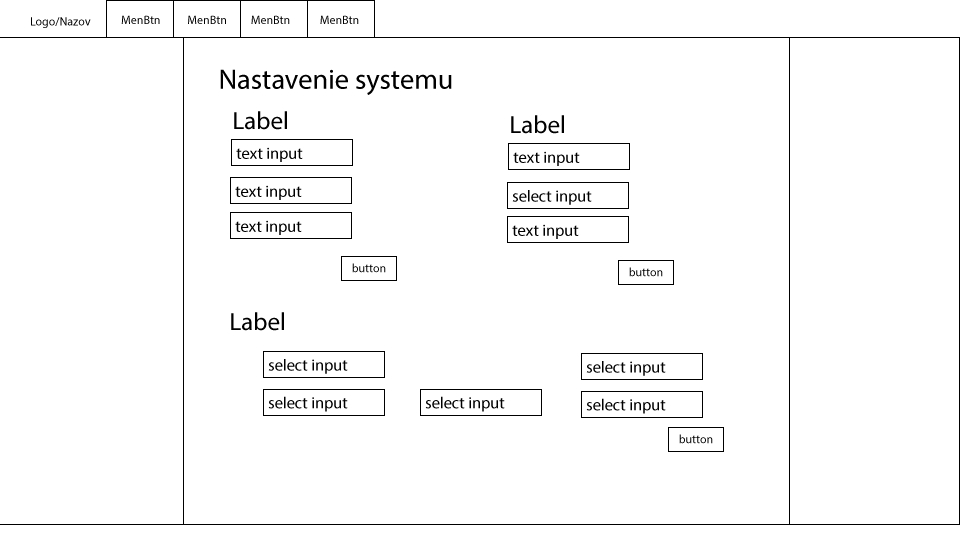 Logo/Nazov MenBtn MenBtn MenBtn MenBtn
Nastavenie systemu
Label
text input
text input
text input
button
Label
text input
select input
text input
button
Label
select input
select input
select input
select input
select input
button